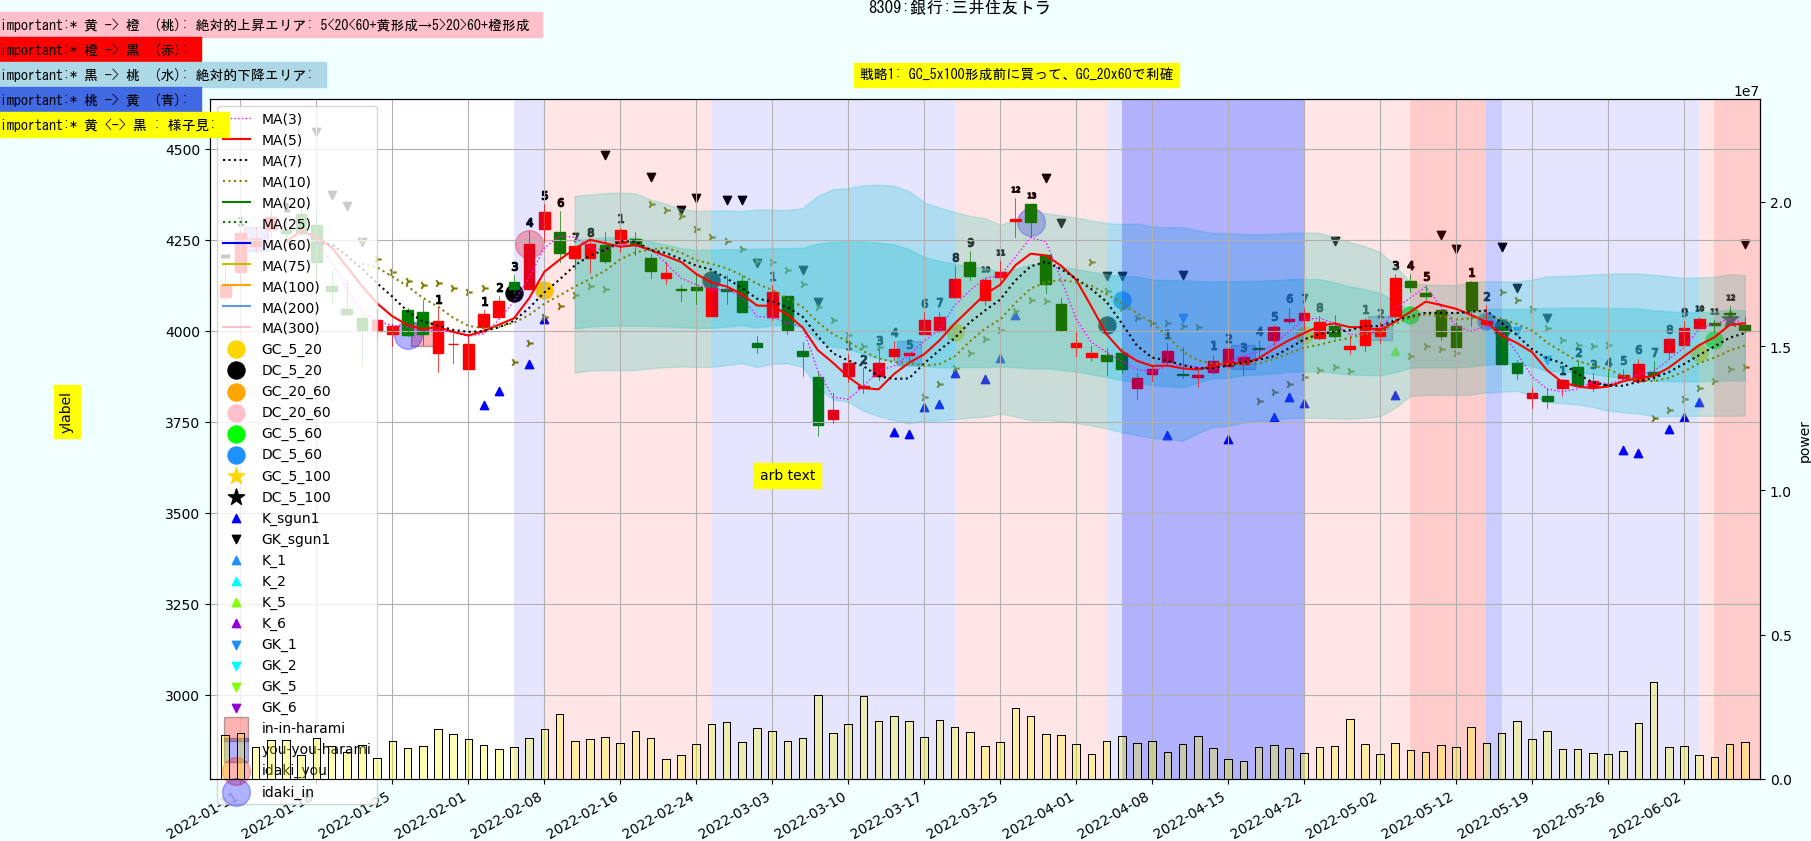 8309:銀行:三井住友トラ
important:* 黄 -> 橙 (桃): 絶対的上昇エリア: 5<20<60+黄形成→5>20>60+橙形成
important:* 橙 -> 黒 (赤):
important:* 黒 -> 桃 (水): 絶対的下降エリア:
戦略1: GC_5x100形成前に買って、GC_20x60で利確
important:* 桃 -> 黄 (青):
important:* 黄 <-> 黒 : 様子見:
1e7
MA(3)
MA(5)
MA(7)
MA(10)
MA(20)
MA(25)
MA(60)
MA(75)
MA(100)
MA(200)
MA(300)
GC_5_20
DC_5_20
GC_20_60
DC_20_60
GC_5_60
DC_5_60
GC_5_100
DC_5_100
K_sgun1
GK_sgun1
K_1
K_2
K_5
K_6
GK_1
GK_2
GK_5
GK_6
in-in-harami
you-you-harami
idaki_you
idaki_in
4500
4250
4000
3750
3500
3250
3000
ylabel
arb text
2.0
1.5
1.0
0.5
0.0
power
2022-01-25
2022-02-01
2022-02-08
2022-02-16
2022-02-24
2022-03-03
2022-03-10
2022-03-17
2022-03-25
2022-04-01
2022-04-08
2022-04-15
2022-04-22
2022-05-02
2022-05-12
2022-05-19
2022-05-26
2022-06-02